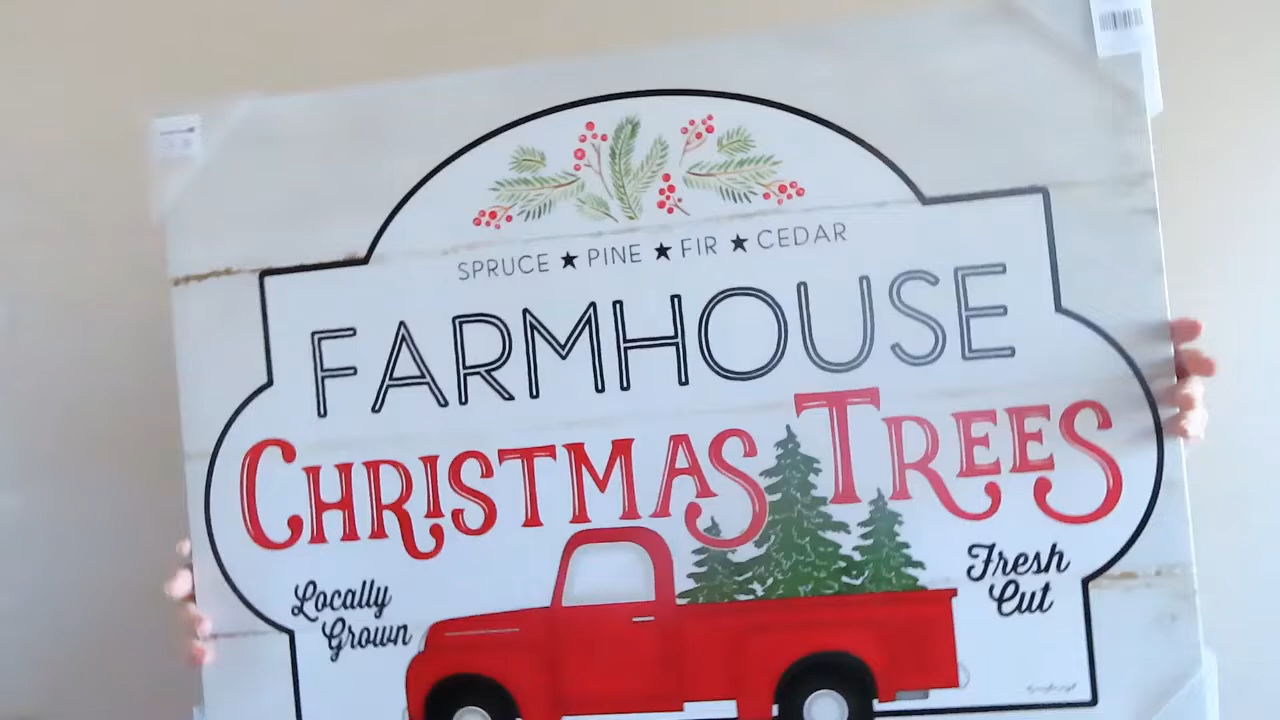 SPRUCE ★ PINE ★ FIR ★ CEDAR
FARMHOUSE
CHRISTMAS TREES
Locally
Grown
Fresh
Cut